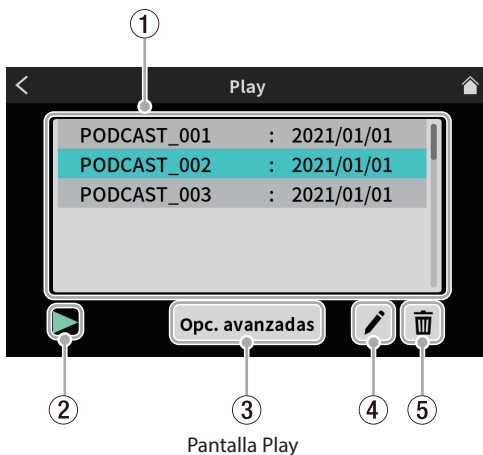 ①
Play
PODCAST_001 : 2021/01/01
PODCAST_002 : 2021/01/01
PODCAST_003 : 2021/01/01
Opc. avanzadas
② ③ ④ ⑤
Pantalla Play